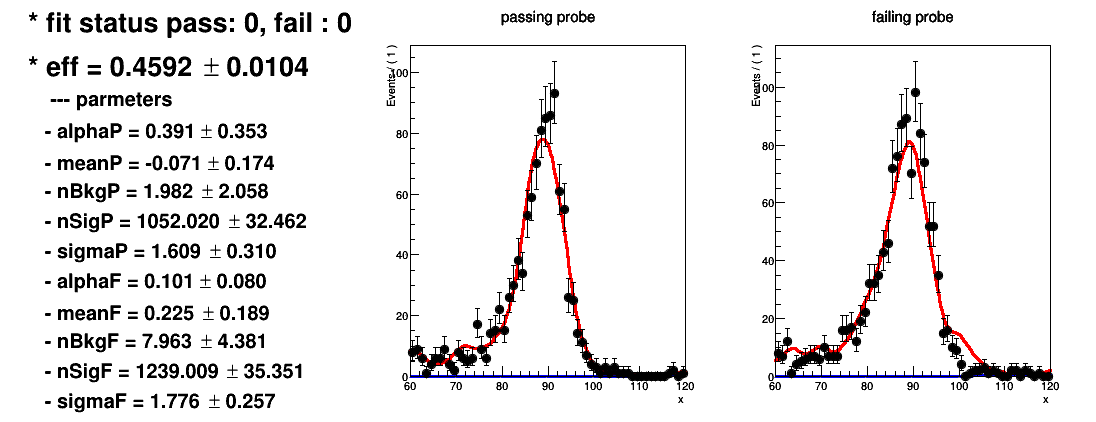 * fit status pass: 0, fail : 0
* eff = 0.4592 ± 0.0104
--- parmeters
- alphaP = 0.391 ± 0.353
- meanP = -0.071 ± 0.174
- nBkgP = 1.982 ± 2.058
- nSigP = 1052.020 ± 32.462
- sigmaP = 1.609 ± 0.310
- alphaF = 0.101 ± 0.080
- meanF = 0.225 ± 0.189
- nBkgF = 7.963 ± 4.381
- nSigF = 1239.009 ± 35.351
- sigmaF = 1.776 ± 0.257
passing probe
Events / ( 1 )
100
80
60
40
20
0
60 70 80 90 100 110 120
x
failing probe
Events / ( 1 )
100
80
60
40
20
0
60 70 80 90 100 110 120
x